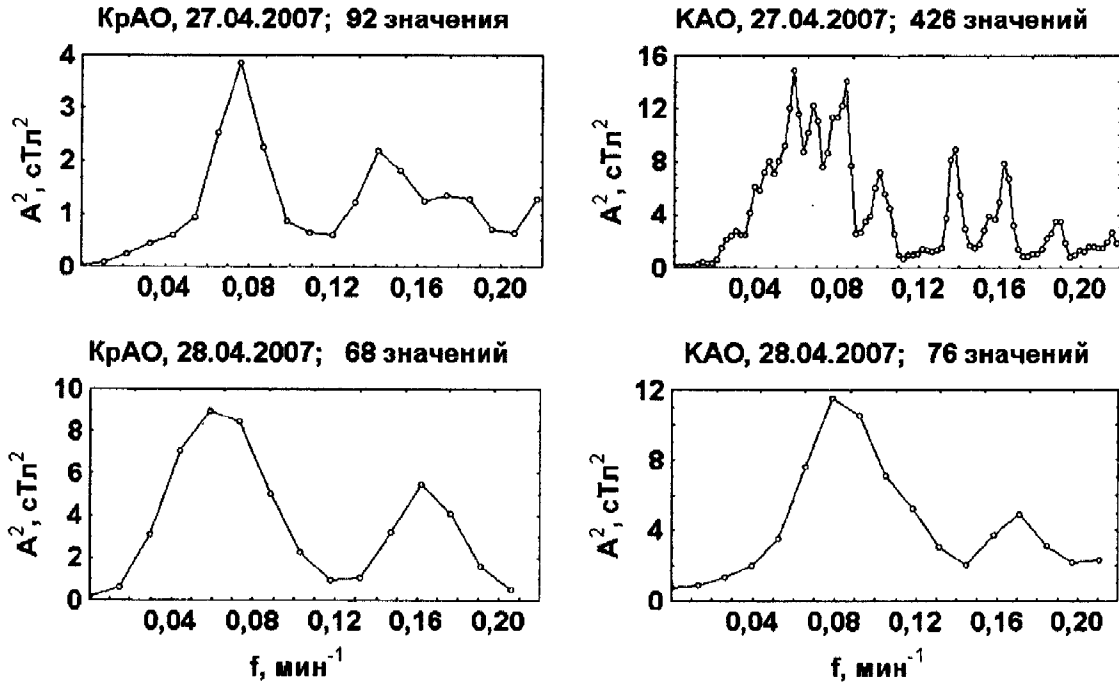 КрАО, 27.04.2007; 92 значения
КАО, 27.04.2007; 426 значений
A², сТл²
4
3
2
1
0
0,04 0,08 0,12 0,16 0,20
A², сТл²
16
12
8
4
0
0,04 0,08 0,12 0,16 0,20
КрАО, 28.04.2007; 68 значений
КАО, 28.04.2007; 76 значений
A², сТл²
10
8
6
4
2
0
0,04 0,08 0,12 0,16 0,20
f, мин⁻¹
A², сТл²
12
8
4
0
0,04 0,08 0,12 0,16 0,20
f, мин⁻¹